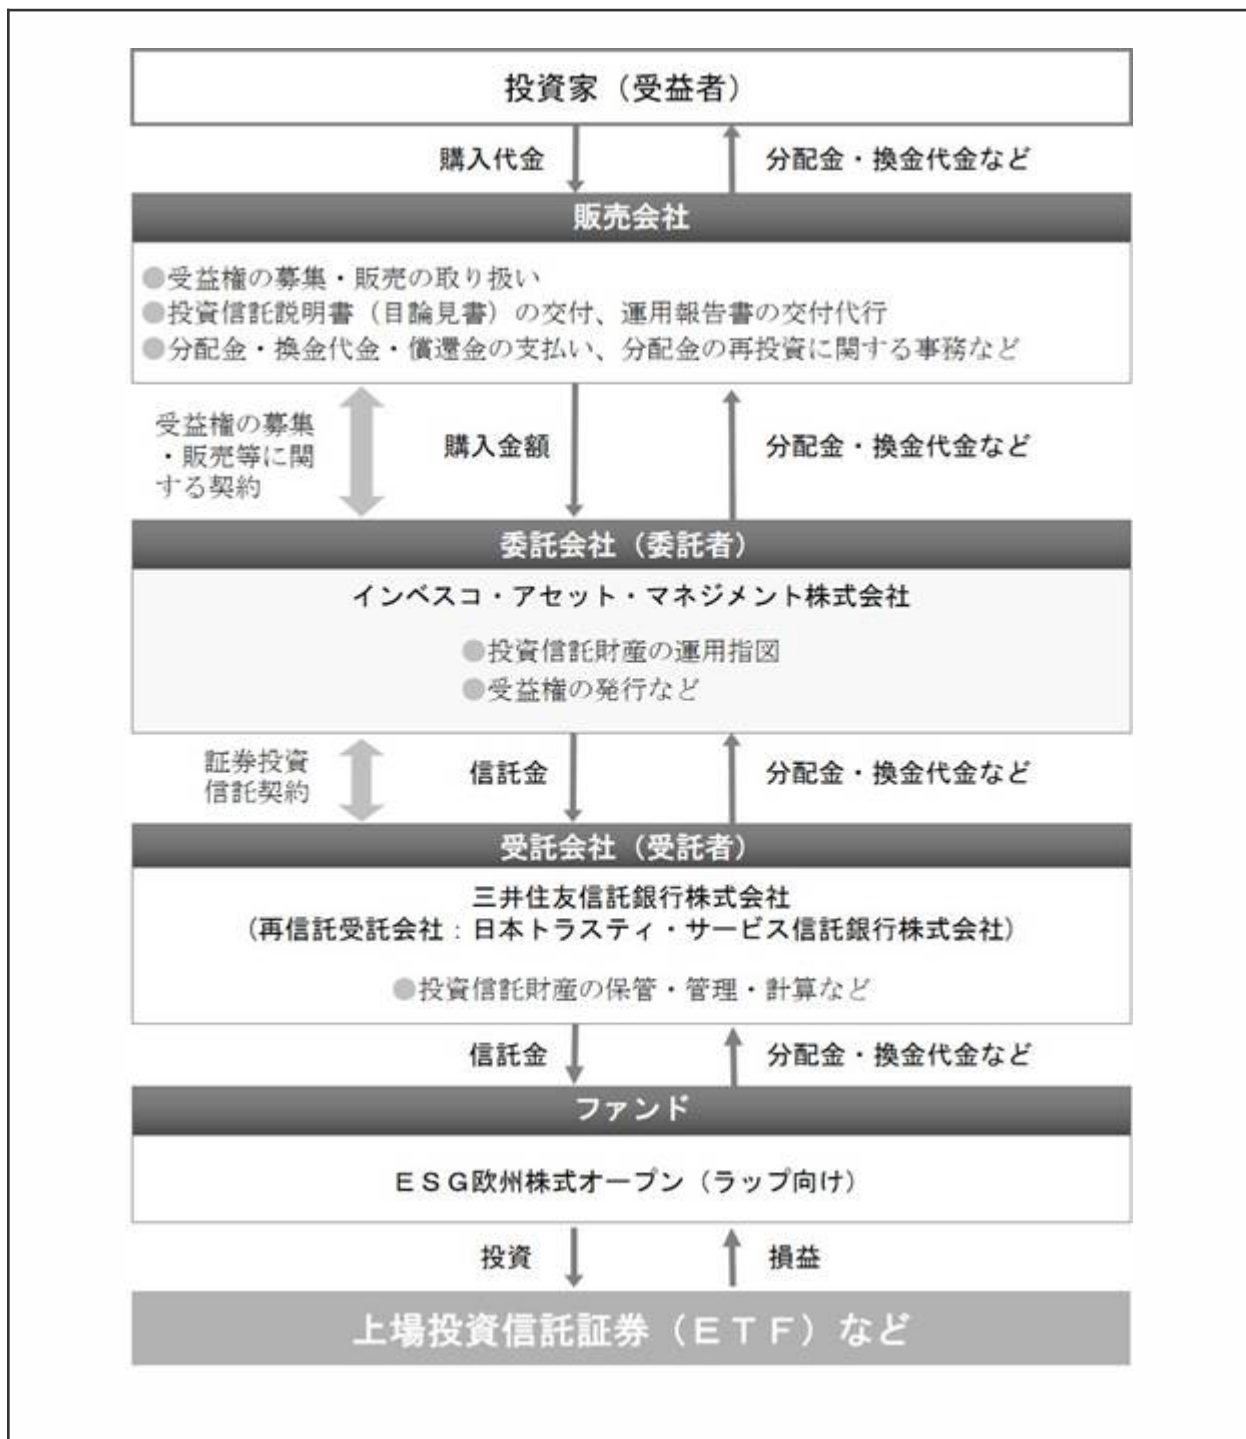 投資家（受益者）
購入代金
分配金・換金代金など
販売会社
●受益権の募集・販売の取り扱い
●投資信託説明書（目論見書）の交付、運用報告書の交付代行
●分配金・換金代金・償還金の支払い、分配金の再投資に関する事務など
受益権の募集
・販売等に関
する契約
購入金額
分配金・換金代金など
委託会社（委託者）
インベスコ・アセット・マネジメント株式会社
●投資信託財産の運用指図
●受益権の発行など
証券投資
信託契約
信託金
分配金・換金代金など
受託会社（受託者）
三井住友信託銀行株式会社
（再信託受託会社：日本トラスティ・サービス信託銀行株式会社）
●投資信託財産の保管・管理・計算など
信託金
分配金・換金代金など
ファンド
ＥＳＧ欧州株式オープン（ラップ向け）
投資
損益
上場投資信託証券（ＥＴＦ）など